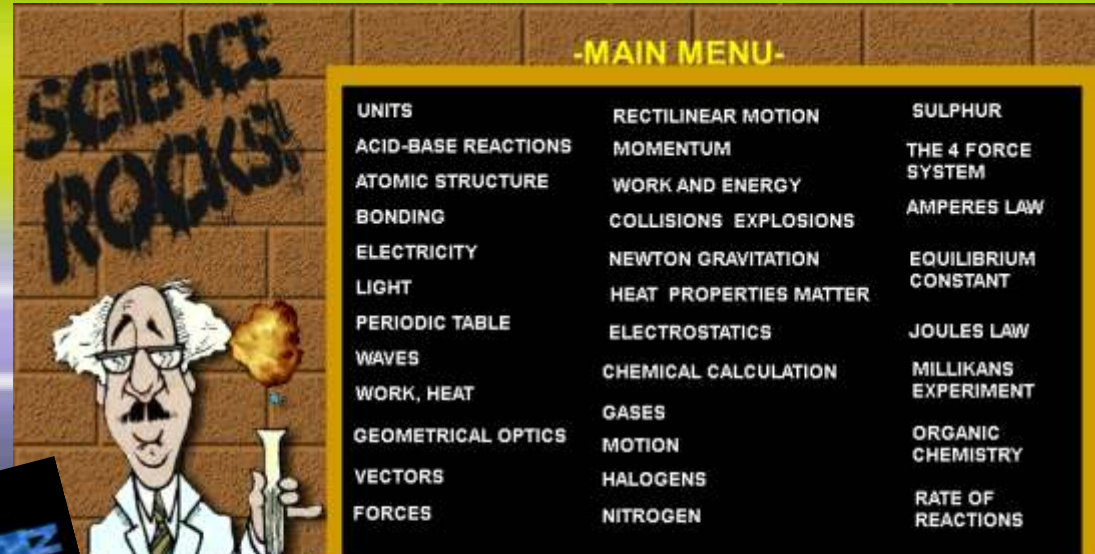 SCIENCE
ROCKS!
-MAIN MENU-
UNITS
ACID-BASE REACTIONS
ATOMIC STRUCTURE
BONDING
ELECTRICITY
LIGHT
PERIODIC TABLE
WAVES
WORK, HEAT
GEOMETRICAL OPTICS
VECTORS
FORCES
RECTILINEAR MOTION
MOMENTUM
WORK AND ENERGY
COLLISIONS EXPLOSIONS
NEWTON GRAVITATION
HEAT PROPERTIES MATTER
ELECTROSTATICS
CHEMICAL CALCULATION
GASES
MOTION
HALOGENS
NITROGEN
SULPHUR
THE 4 FORCE
SYSTEM
AMPERES LAW
EQUILIBRIUM
CONSTANT
JOULES LAW
MILLIKANS
EXPERIMENT
ORGANIC
CHEMISTRY
RATE OF
REACTIONS